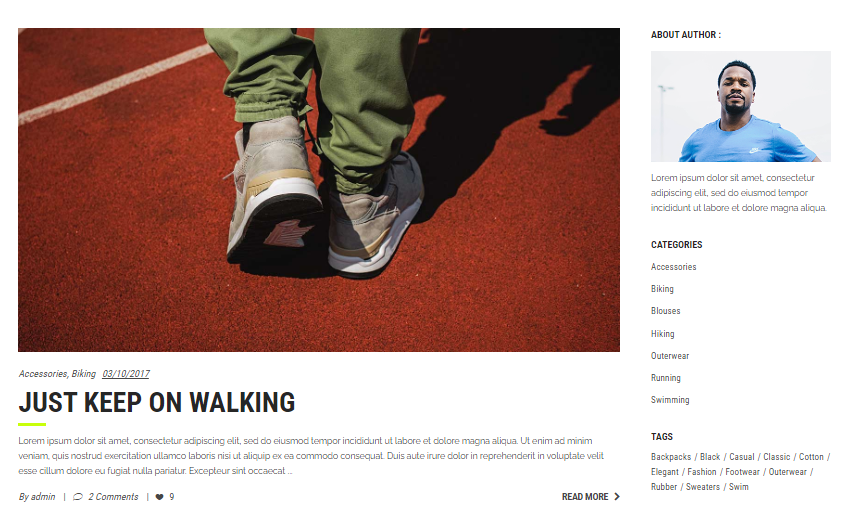 Accessories, Biking 03/10/2017
JUST KEEP ON WALKING
Lorem ipsum dolor sit amet, consectetur adipiscing elit, sed do eiusmod tempor incididunt ut labore et dolore magna aliqua. Ut enim ad minim
veniam, quis nostrud exercitation ullamco laboris nisi ut aliquip ex ea commodo consequat. Duis aute irure dolor in reprehenderit in voluptate velit
esse cillum dolore eu fugiat nulla pariatur. Excepteur sint occaecat ...
By admin | 2 Comments | 9
READ MORE
ABOUT AUTHOR :
Lorem ipsum dolor sit amet, consectetur
adipiscing elit, sed do eiusmod tempor
incididunt ut labore et dolore magna aliqua.
CATEGORIES
Accessories
Biking
Blouses
Hiking
Outerwear
Running
Swimming
TAGS
Backpacks / Black / Casual / Classic / Cotton /
Elegant / Fashion / Footwear / Outerwear /
Rubber / Sweaters / Swim